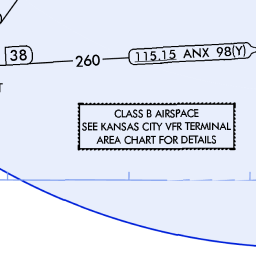 38
260
115.15 ANX 98(Y)
T
CLASS B AIRSPACE
SEE KANSAS CITY VFR TERMINAL
AREA CHART FOR DETAILS